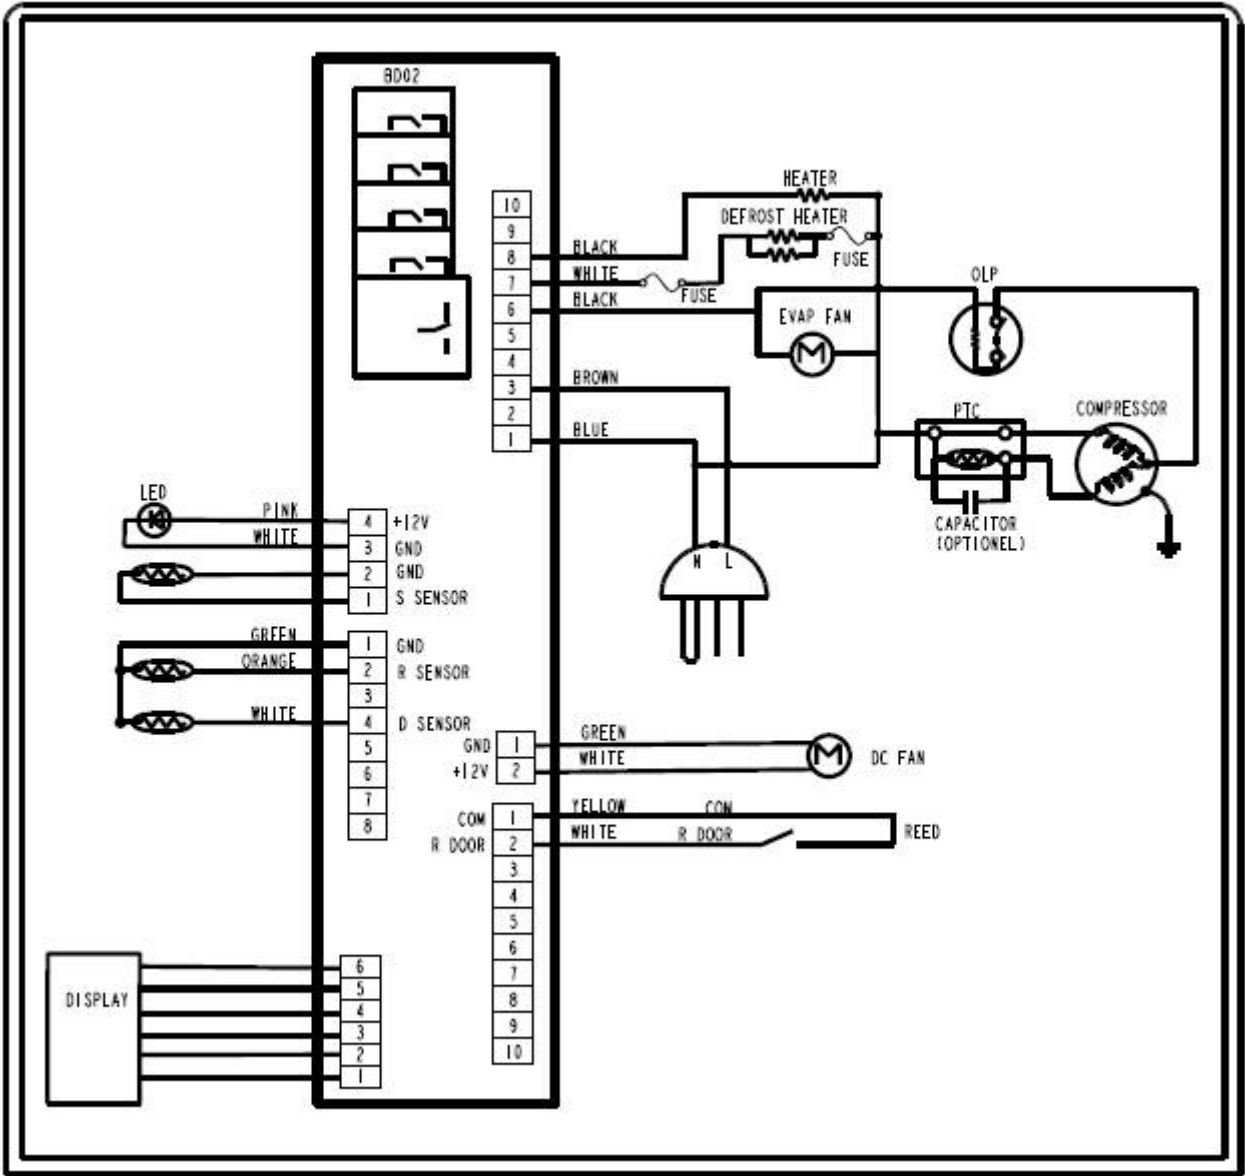 BD02
10
9
8
7
6
5
4
3
2
1
HEATER
DEFROST HEATER
FUSE
BLACK
WHITE
FUSE
BLACK
EVAP FAN
M
OLP
BROWN
BLUE
PTC
COMPRESSOR
CAPACITOR
(OPTIONEL)
N L
LED
PINK
WHITE
4 +12V
3 GND
2 GND
1 S SENSOR
GREEN
ORANGE
WHITE
1 GND
2 R SENSOR
3
4 D SENSOR
5
6
7
8
GND 1
+12V 2
GREEN
WHITE
M
DC FAN
COM 1
R DOOR 2
3
4
5
6
7
8
9
10
YELLOW COM
WHITE R DOOR
REED
DISPLAY
6
5
4
3
2
1